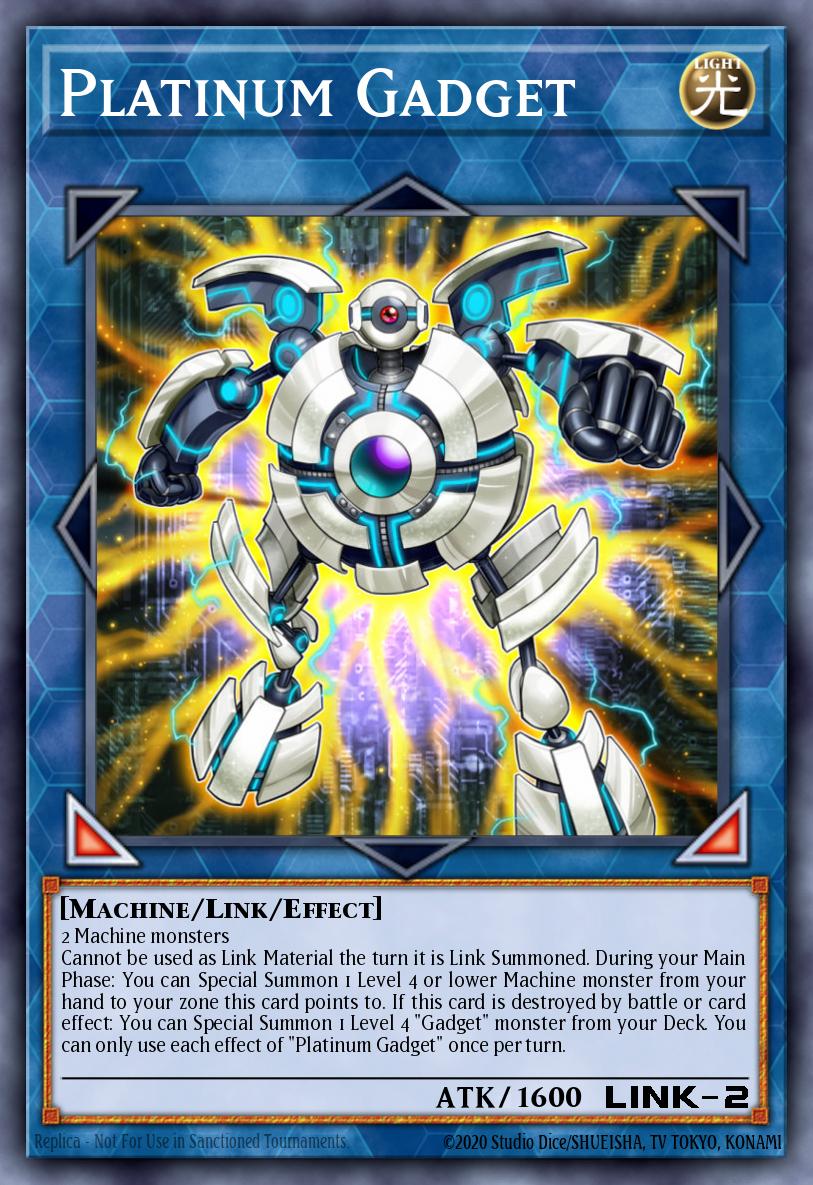 Platinum Gadget
LIGHT
光
[Machine/Link/Effect]
2 Machine monsters
Cannot be used as Link Material the turn it is Link Summoned. During your Main
Phase: You can Special Summon 1 Level 4 or lower Machine monster from your
hand to your zone this card points to. If this card is destroyed by battle or card
effect: You can Special Summon 1 Level 4 "Gadget" monster from your Deck. You
can only use each effect of "Platinum Gadget" once per turn.
ATK/1600 LINK-2
Replica - Not For Use in Sanctioned Tournaments. ©2020 Studio Dice/SHUEISHA, TV TOKYO, KONAMI